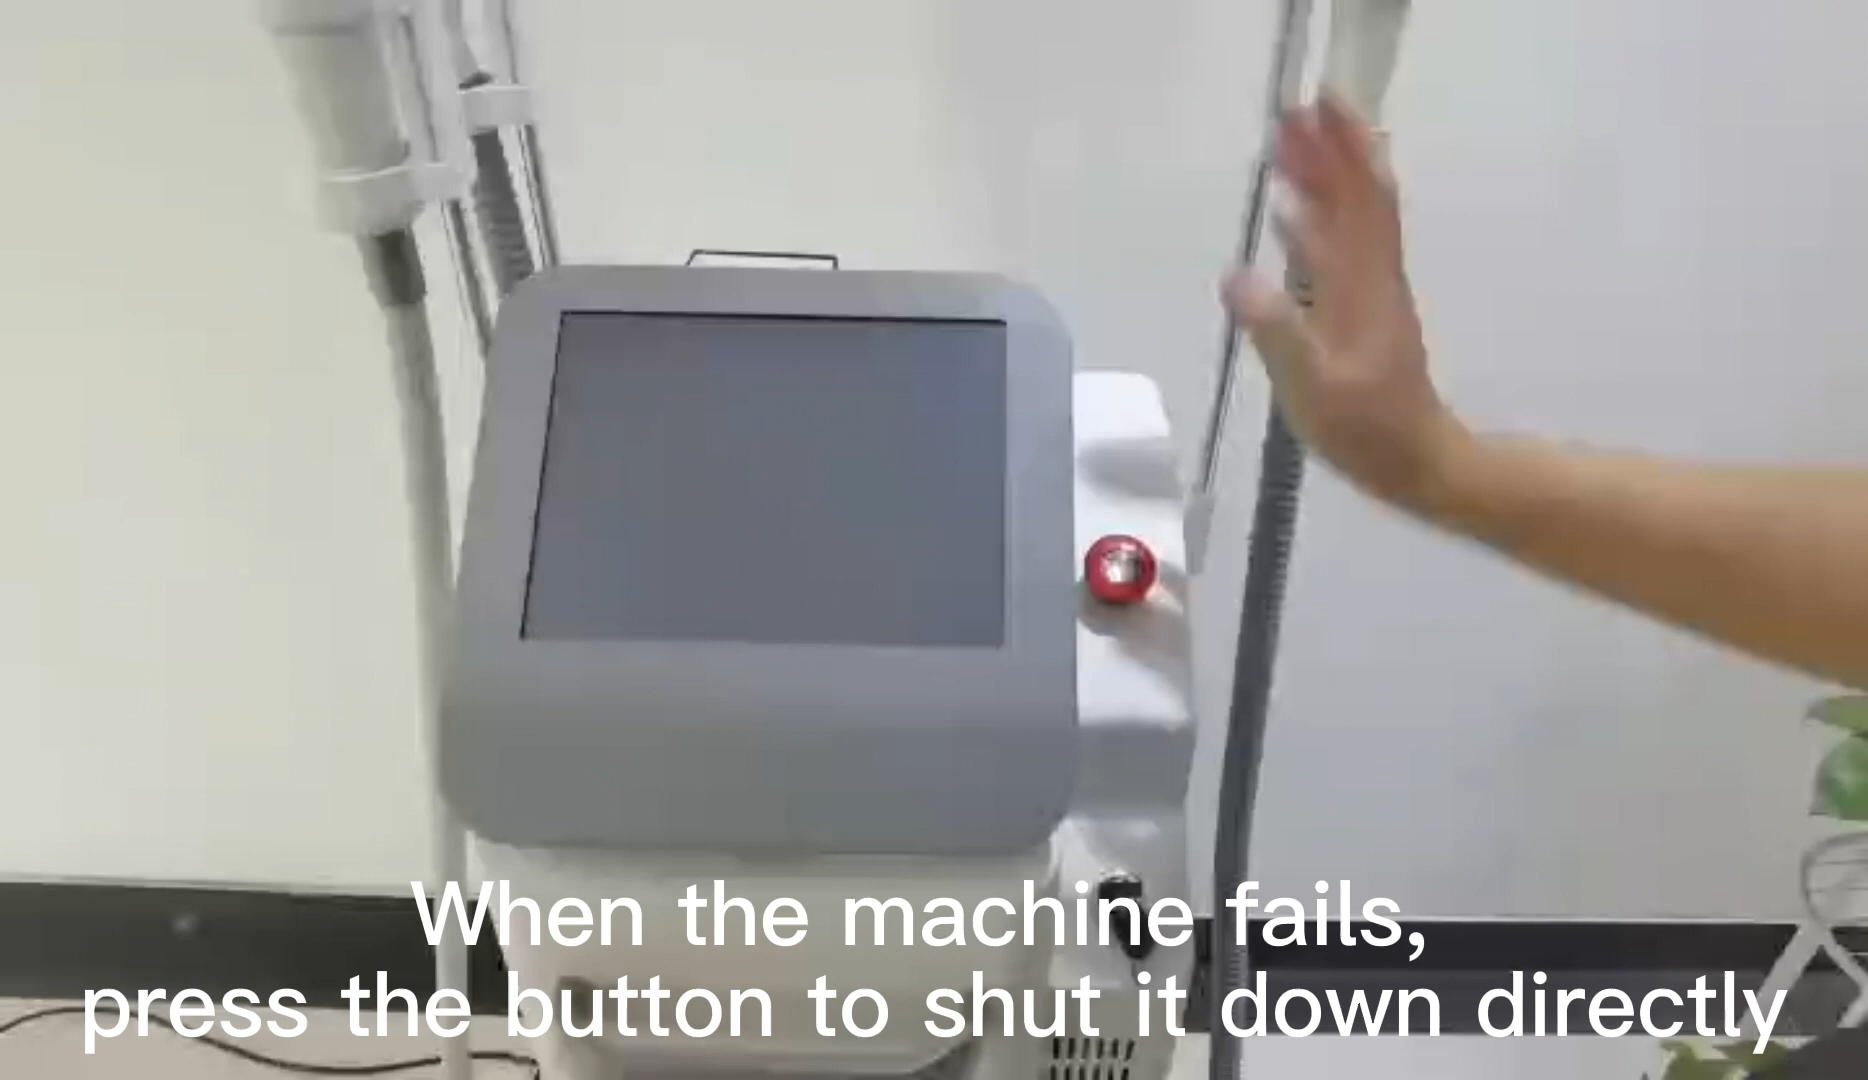 When the machine fails,
press the button to shut it down directly